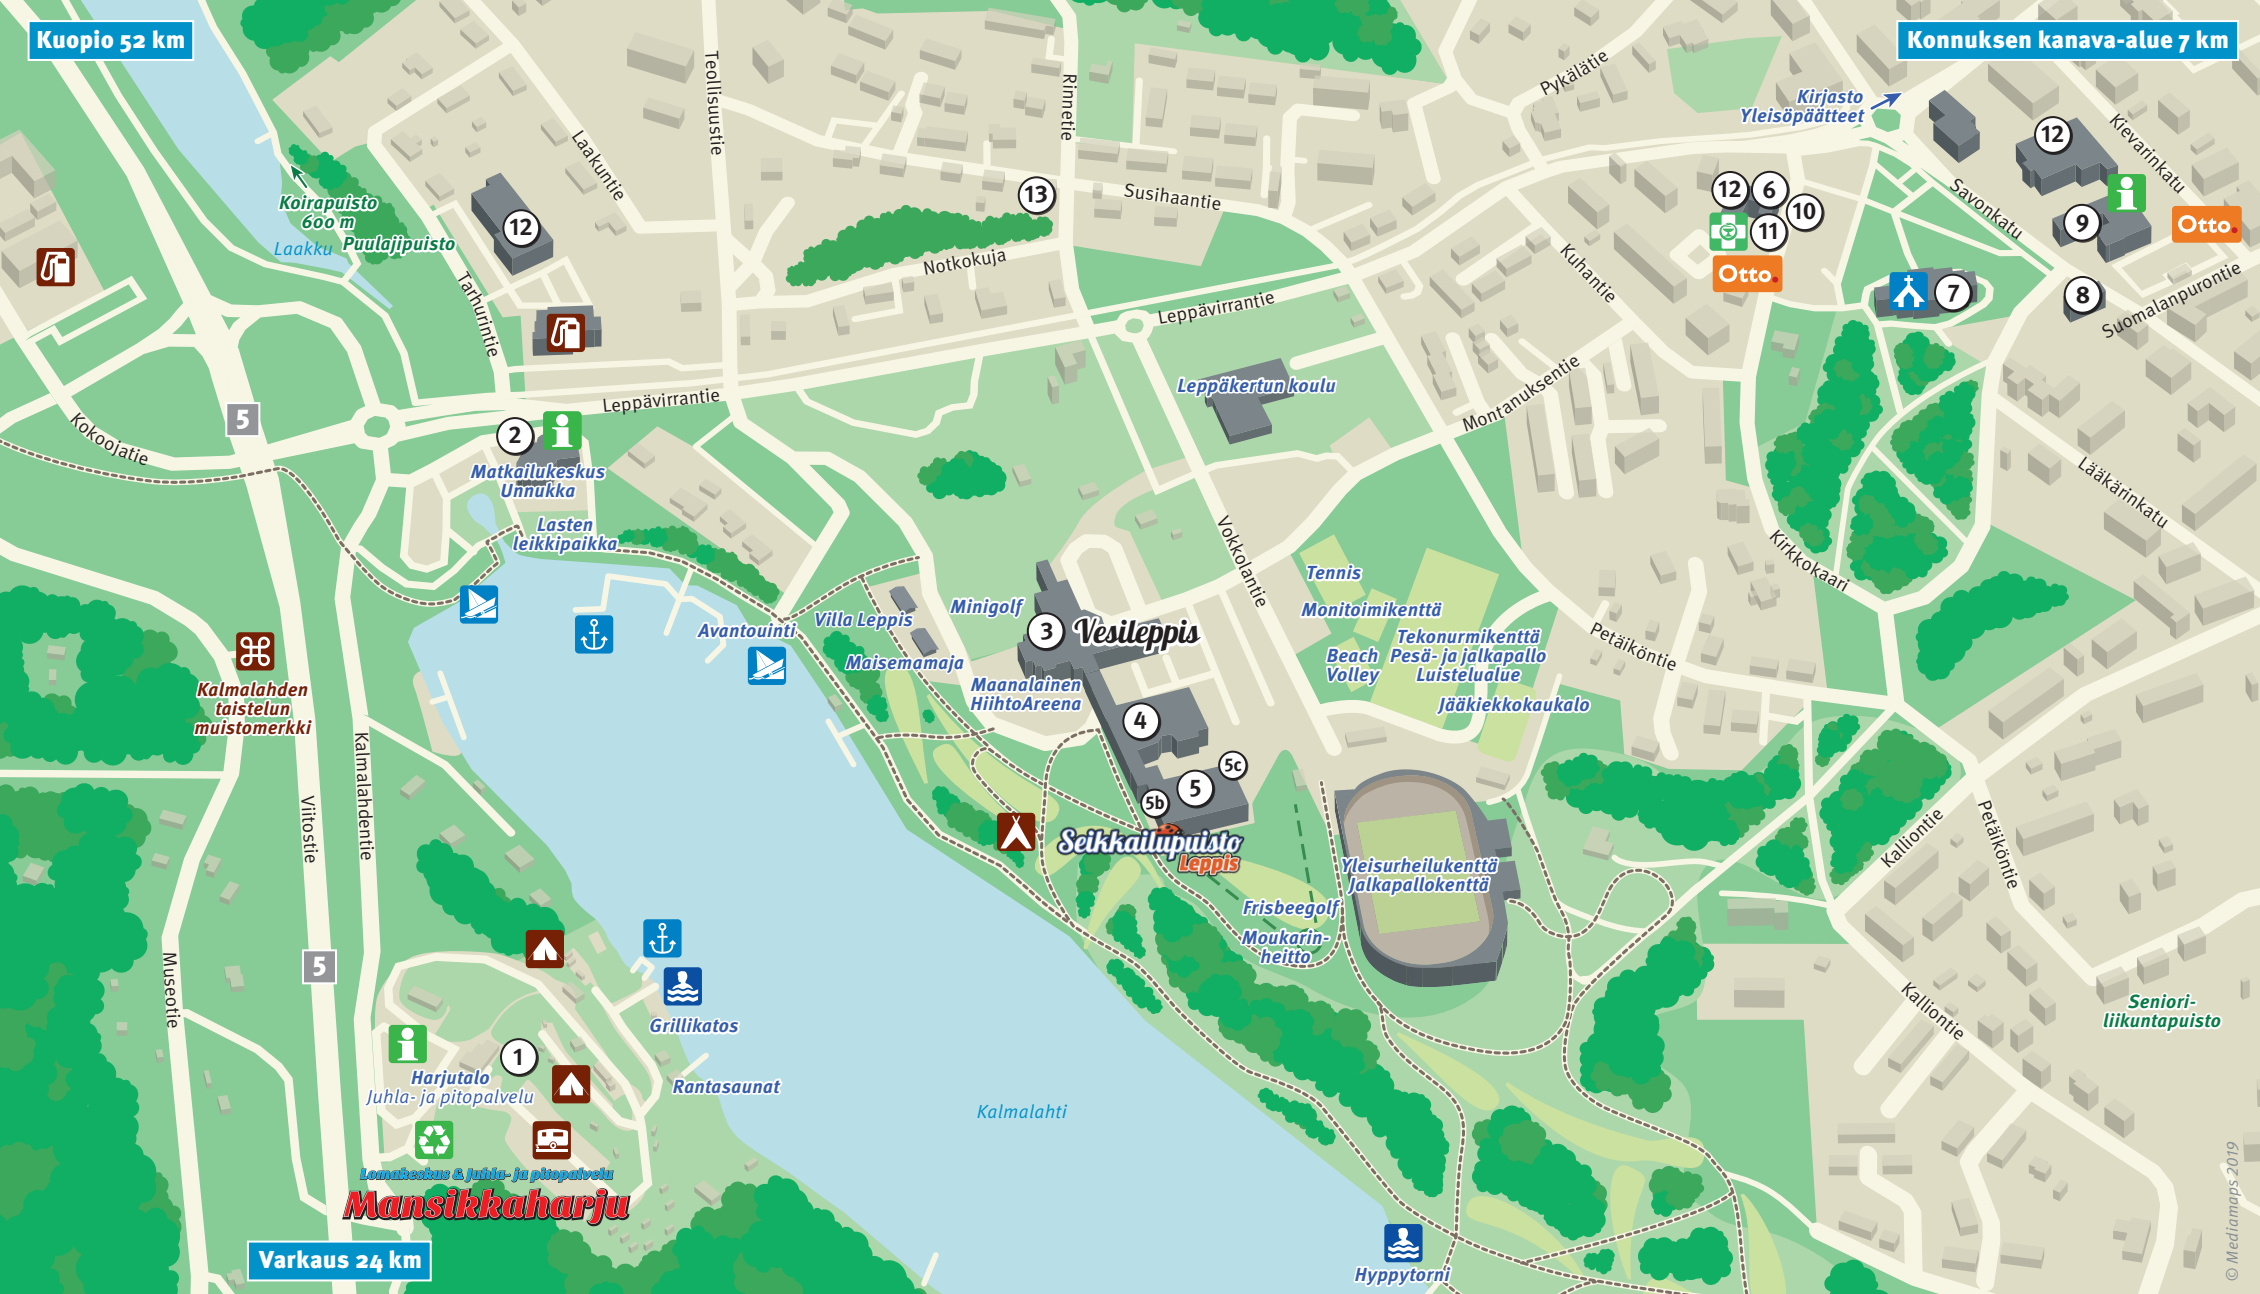 Kuopio 52 km
Konnuksen kanava-alue 7 km
Teollisuustie
Rinnetie
Pykälätie
Kirjasto
Yleisöpäätteet
Laakuntie
Kievarinkatu
12
Koirapuisto
600 m
Puulajipuisto
Laakku
12
13
Susihaantie
12
6
10
11
Otto.
Savonkatu
9
Otto.
Notkokuja
Kuhantie
7
8
Suomalanpurontie
Tarhurintie
Leppävirrantie
Leppäkertun koulu
Montanuksentie
Leppävirrantie
5
Kokoojatie
2
Matkailukeskus
Unnukka
Lasten
leikkipaikka
Lääkärinkatu
Vokkolantie
Kirkkokaari
Tennis
Monitoimikenttä
Minigolf
Villa Leppis
Avantouinti
3
Vesileppis
Tekonurmikenttä
Pesä- ja jalkapallo
Luistelualue
Beach
Volley
Petäiköntie
Maisemamaja
Maanalainen
HiihtoAreena
Jääkiekkokaukalo
Kalmalahden
taistelun
muistomerkki
4
5c
5
5b
Seikkailupuisto
Leppis
Kalmalahdentie
Viitostie
Yleisurheilukenttä
Jalkapallokenttä
Kalliontie
Petäiköntie
Frisbeegolf
Moukarin-
heitto
5
Museotie
Grillikatos
Kalliontie
Seniori-
liikuntapuisto
1
Harjutalo
Juhla- ja pitopalvelu
Rantasaunat
Kalmalahti
Lomakeskus & Juhla- ja pitopalvelu
Mansikkaharju
Varkaus 24 km
Hyppytorni
© Mediamaps 2019